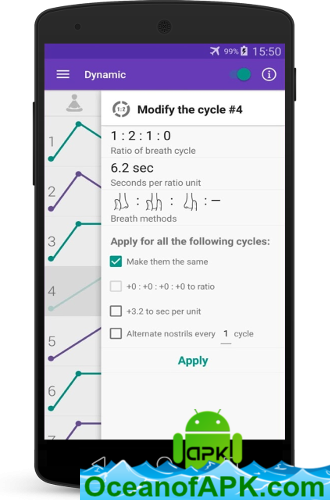 99% 15:50
Dynamic
1:2
Modify the cycle #4
1
1 : 2 : 1 : 0
Ratio of breath cycle
6.2 sec
Seconds per ratio unit
2
: : : –
Breath methods
3
Apply for all the following cycles:
Make them the same
4
+0 : +0 : +0 : +0 to ratio
+3.2 to sec per unit
5
Alternate nostrils every 1 cycle
Apply
6
7
apk
OceanofAPK.com